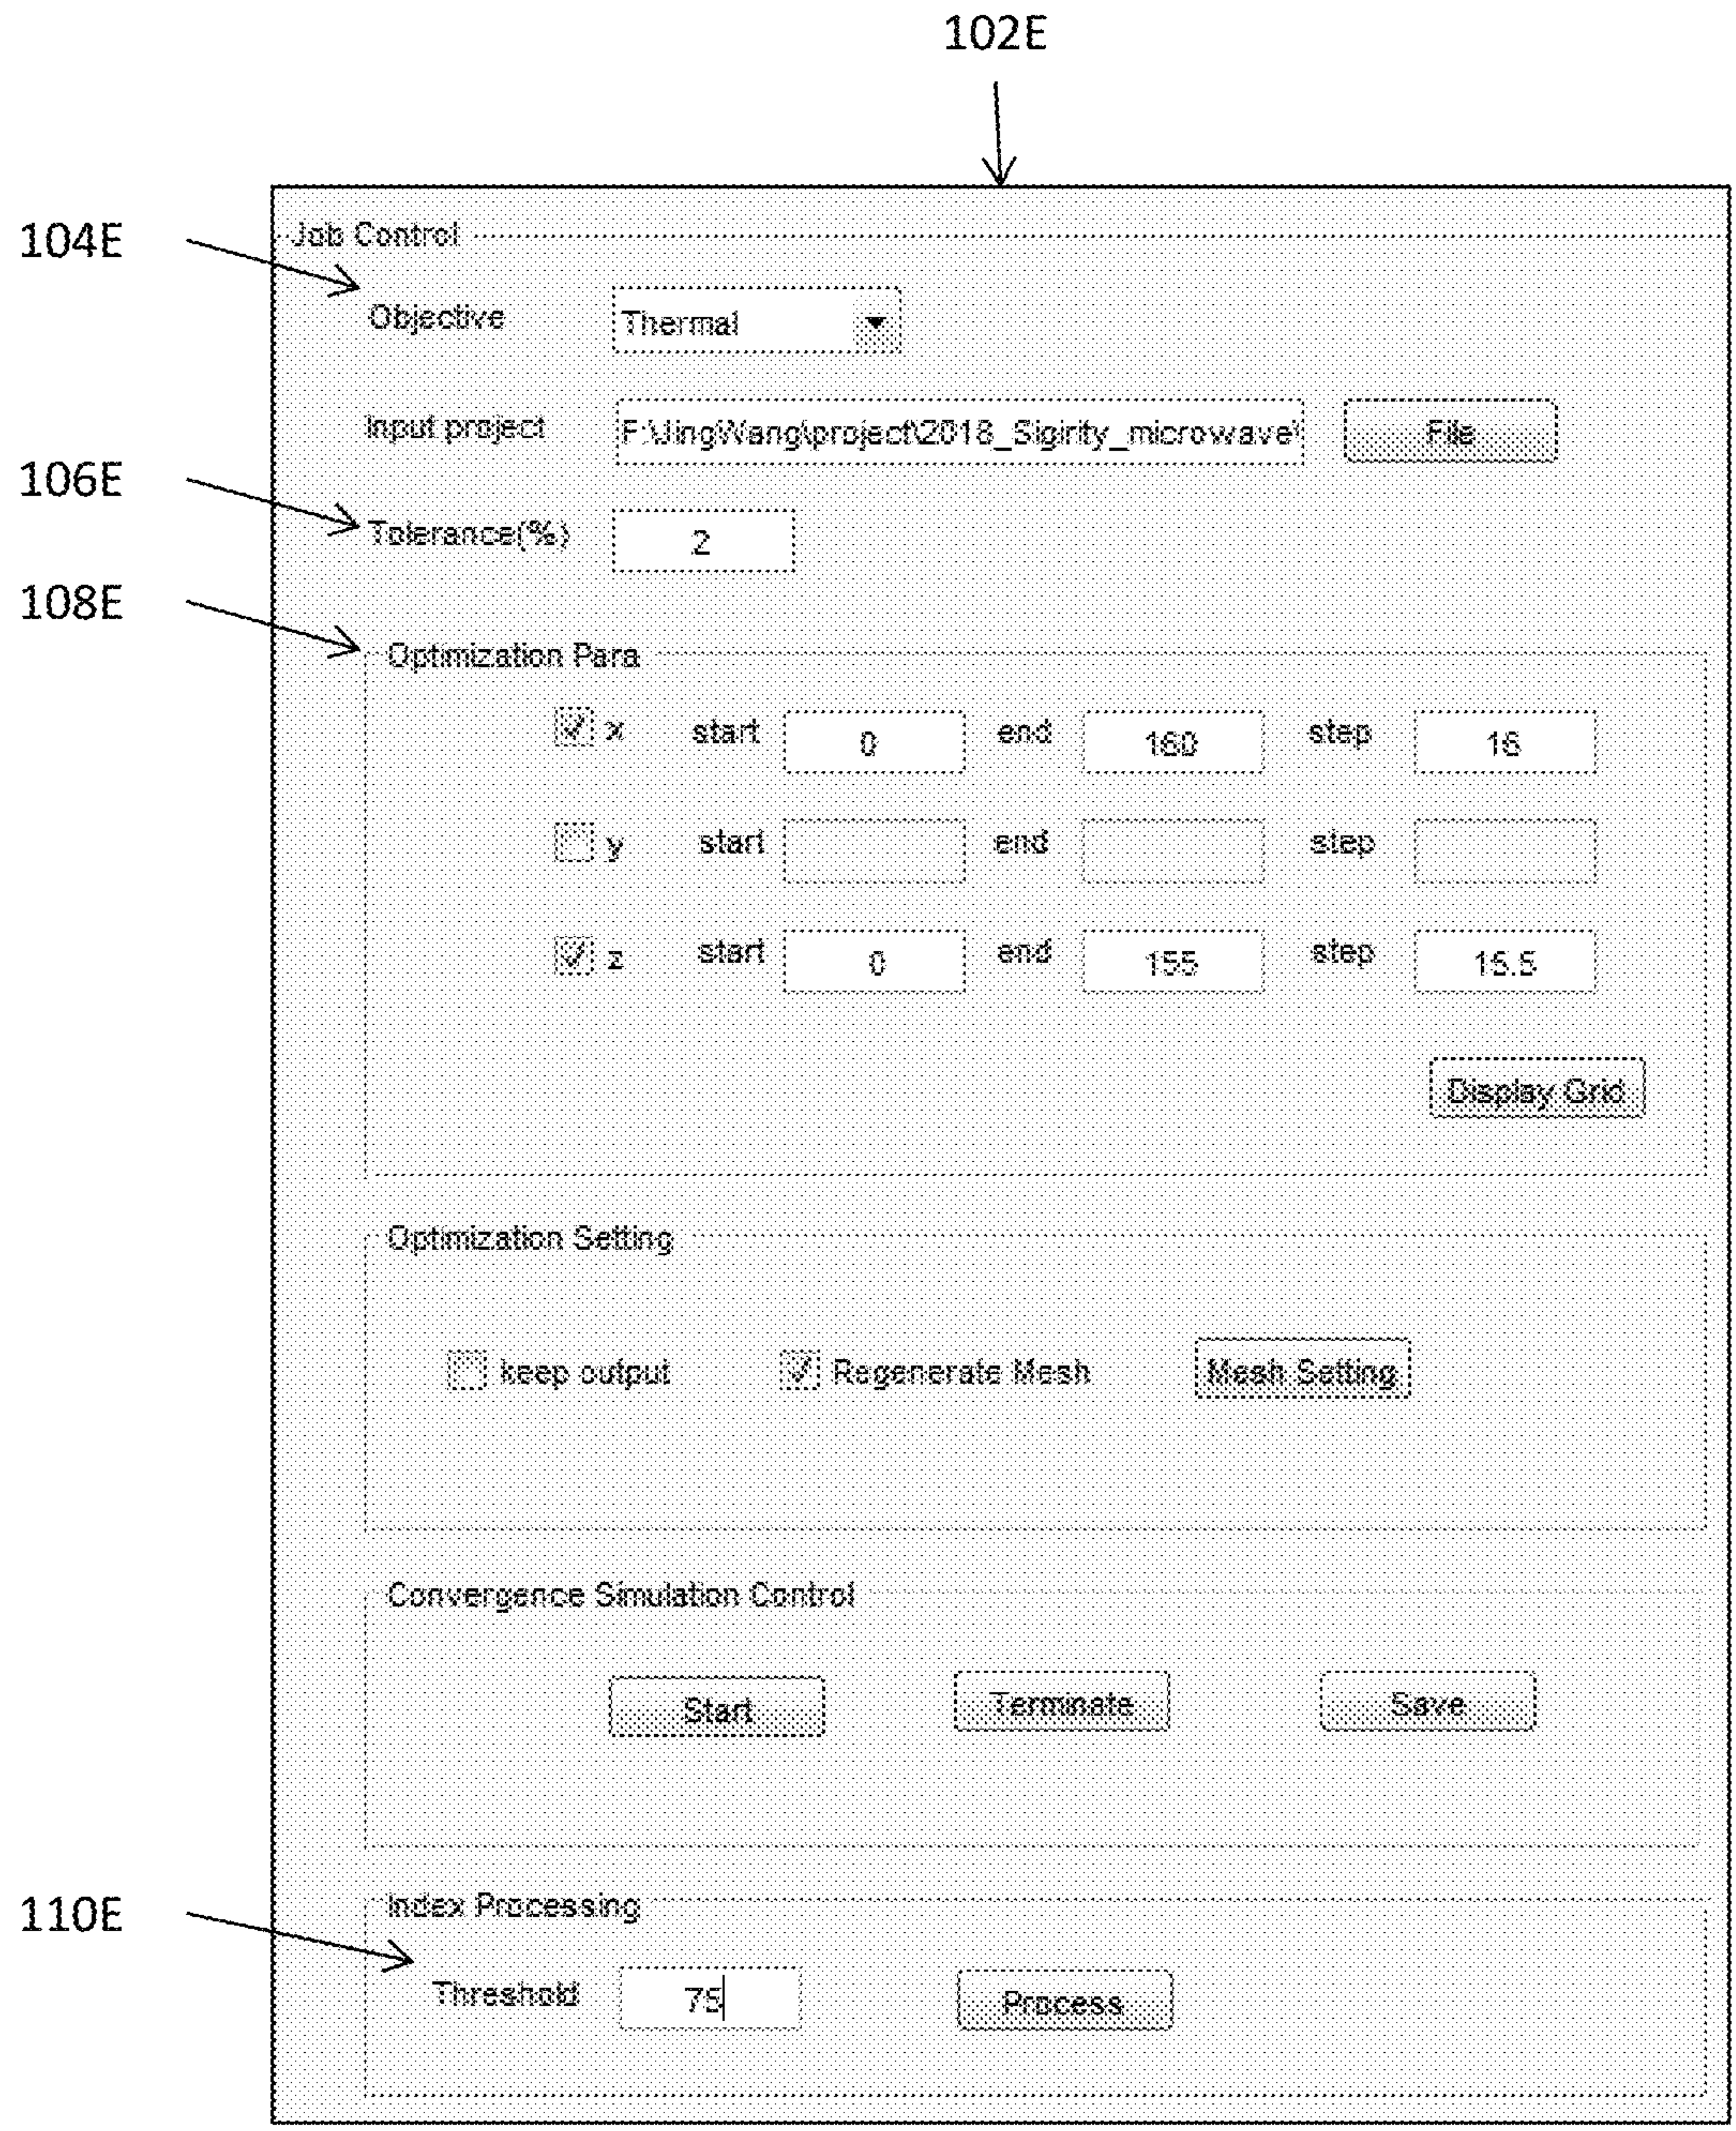 102E
104E
Job Control
Objective
Thermal
Input project
F:\JingWang\project\2018_Sigirity_microwave\
File
106E
Tolerance(%)
2
108E
Optimization Para
x start 0 end 160 step 16
y start end step
z start 0 end 155 step 15.5
Display Grid
Optimization Setting
keep output
Regenerate Mesh
Mesh Setting
Convergence Simulation Control
Start
Terminate
Save
110E
Index Processing
Threshold
75
Process